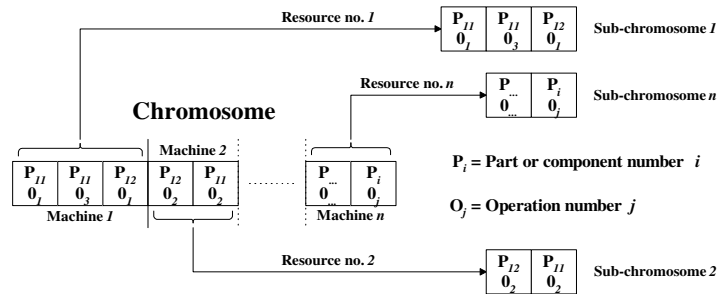 Resource no. 1
P11 P11 P12
01 03 01
Sub-chromosome 1
Resource no. n
P... Pi
0... 0j
Sub-chromosome n
Chromosome
Machine 2
P11 P11 P12 P12 P11 ......... P... Pi
01 03 01 02 02 0... 0j
Machine 1
Machine n
Pi = Part or component number i
Oj = Operation number j
Resource no. 2
P12 P11
02 02
Sub-chromosome 2